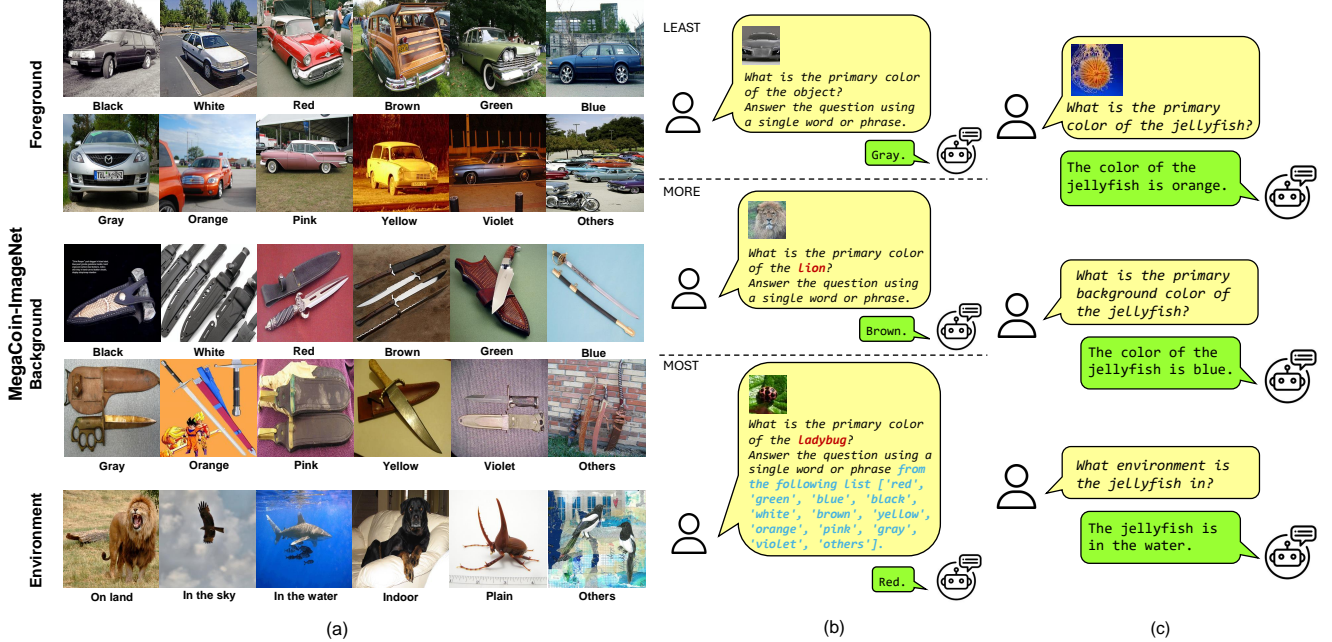 MegaCoin-ImageNet
Foreground
Black White Red Brown Green Blue
Gray Orange Pink Yellow Violet Others
Background
Black White Red Brown Green Blue
Gray Orange Pink Yellow Violet Others
Environment
On land In the sky In the water Indoor Plain Others
(a)
LEAST
What is the primary color
of the object?
Answer the question using
a single word or phrase.
Gray.
MORE
What is the primary color
of the lion?
Answer the question using
a single word or phrase.
Brown.
MOST
What is the primary color
of the ladybug?
Answer the question using a
single word or phrase from
the following list ['red',
'green', 'blue', 'black',
'white', 'brown', 'yellow',
'orange', 'pink', 'gray',
'violet', 'others'].
Red.
(b)
What is the primary
color of the jellyfish?
The color of the
jellyfish is orange.
What is the primary
background color of
the jellyfish?
The color of the
jellyfish is blue.
What environment is
the jellyfish in?
The jellyfish is
in the water.
(c)